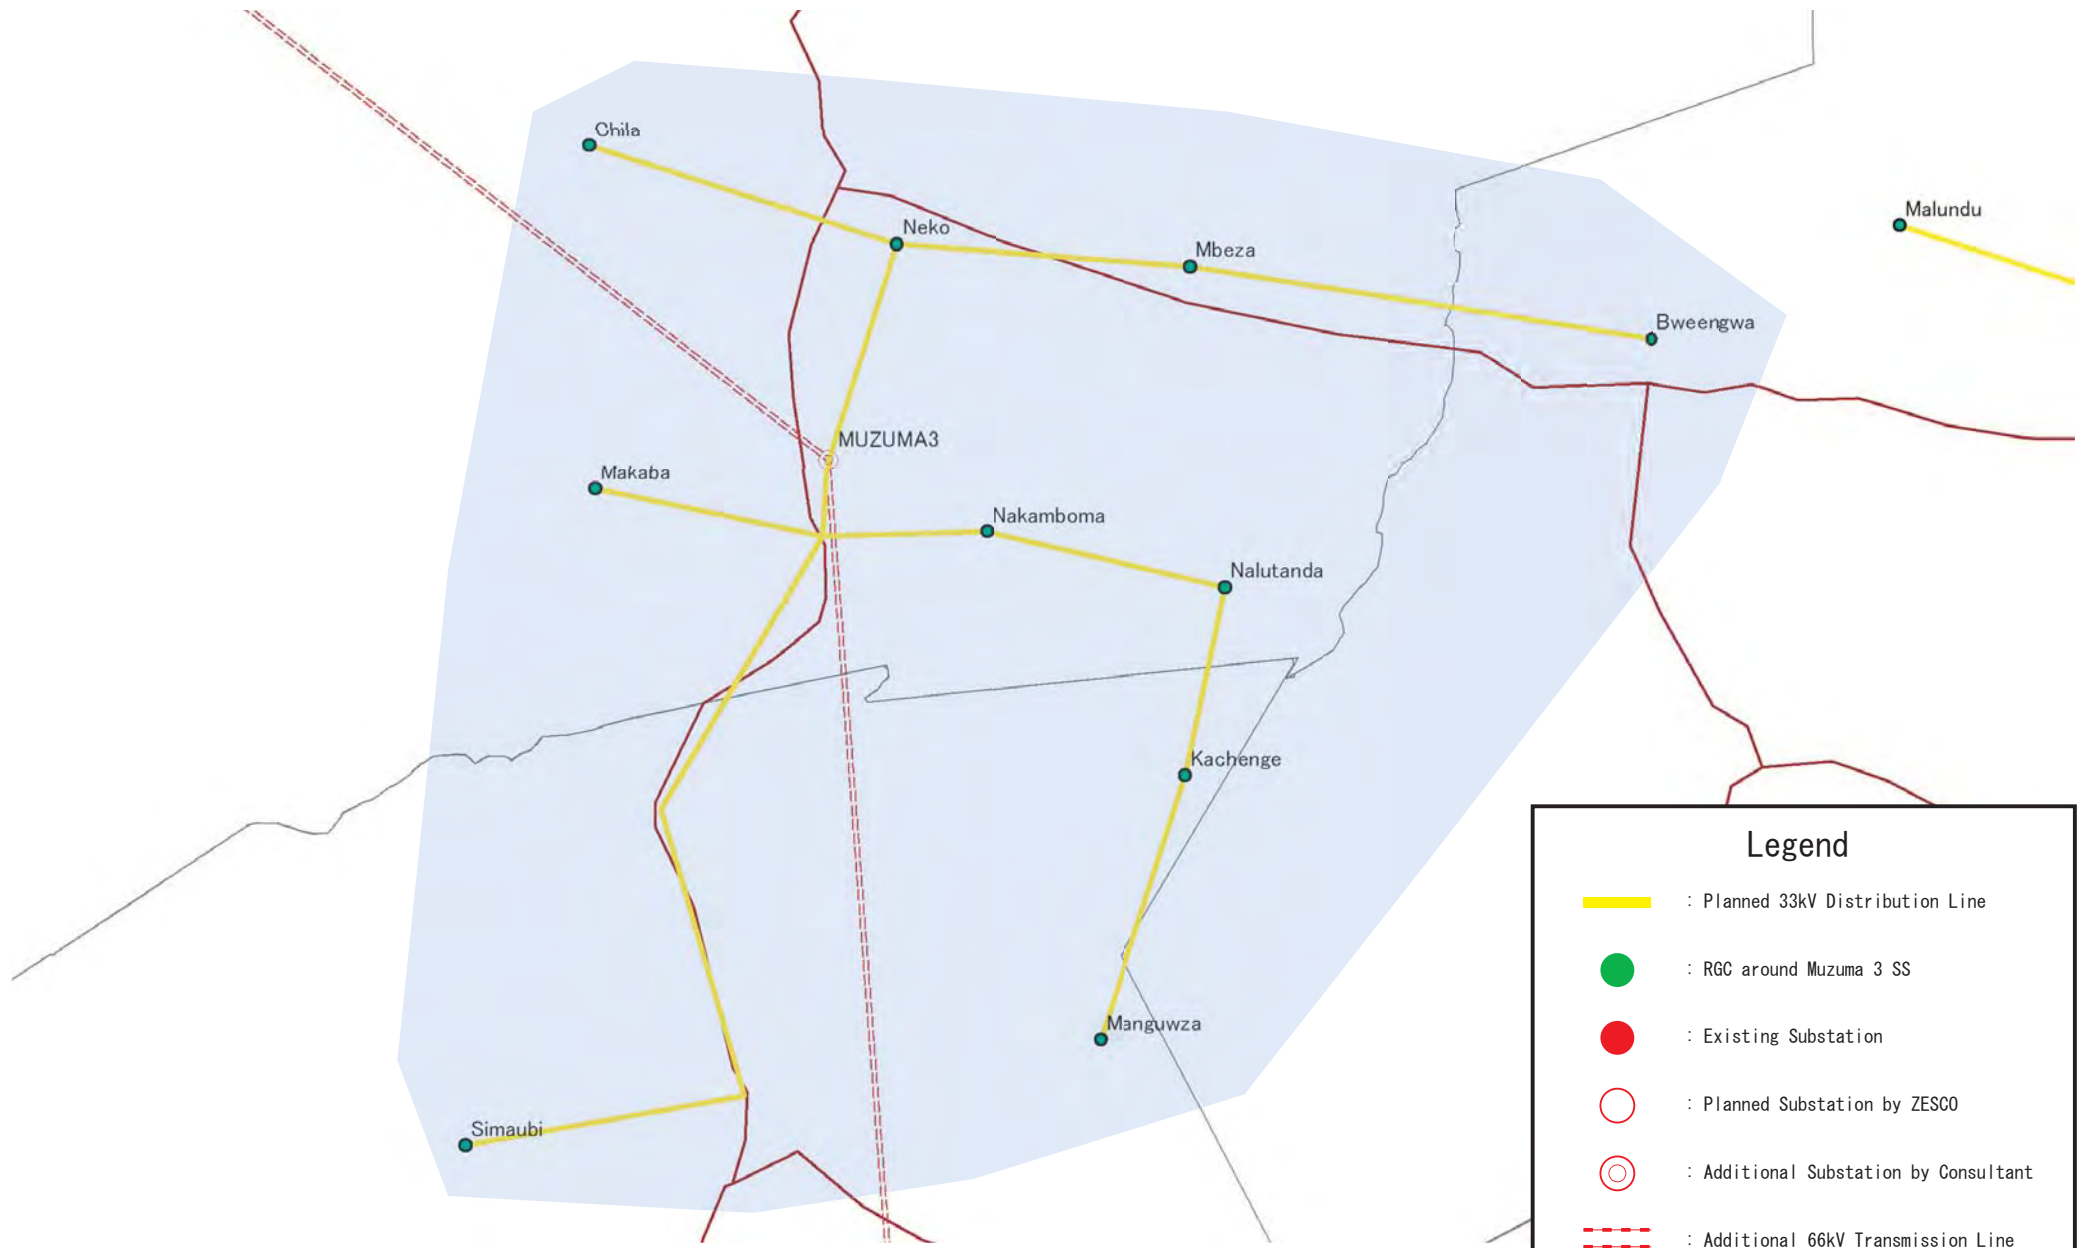 Chila
Malundu
Neko
Mbeza
Bweengwa
MUZUMA3
Makaba
Nakamboma
Nalutanda
Kachenge
Manguwza
Simaubi
Legend
: Planned 33kV Distribution Line
: RGC around Muzuma 3 SS
: Existing Substation
: Planned Substation by ZESCO
: Additional Substation by Consultant
: Additional 66kV Transmission Line